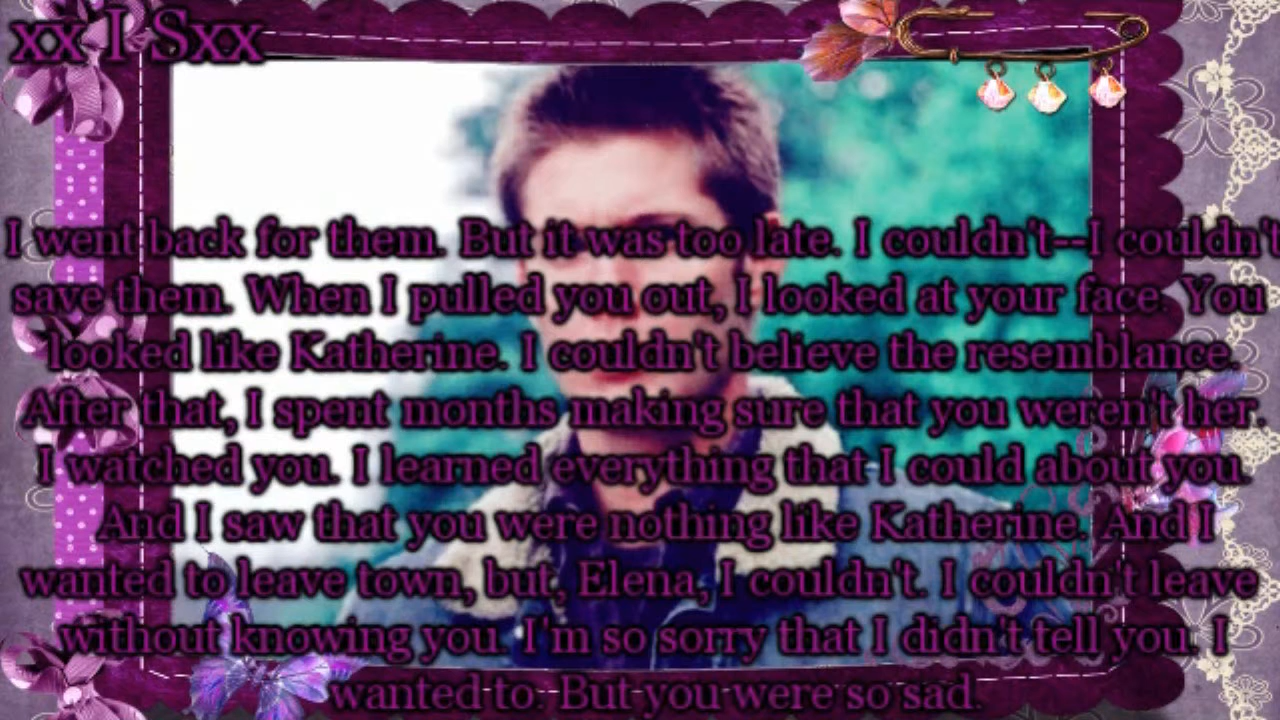 xx I Sxx
I went back for them. But it was too late. I couldn't--I couldn't
save them. When I pulled you out, I looked at your face. You
looked like Katherine. I couldn't believe the resemblance.
After that, I spent months making sure that you weren't her.
I watched you. I learned everything that I could about you.
And I saw that you were nothing like Katherine. And I
wanted to leave town, but, Elena, I couldn't. I couldn't leave
without knowing you. I'm so sorry that I didn't tell you. I
wanted to. But you were so sad.